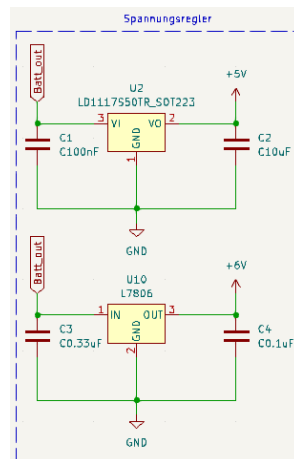 Spannungsregler
Batt_out
U2
LD1117S50TR_SOT223
+5V
3 VI VO 2
GND
1
C1
C100nF
C2
C10uF
GND
Batt_out
U10
L7806
+6V
1 IN OUT 3
GND
2
C3
C0.33uF
C4
C0.1uF
GND